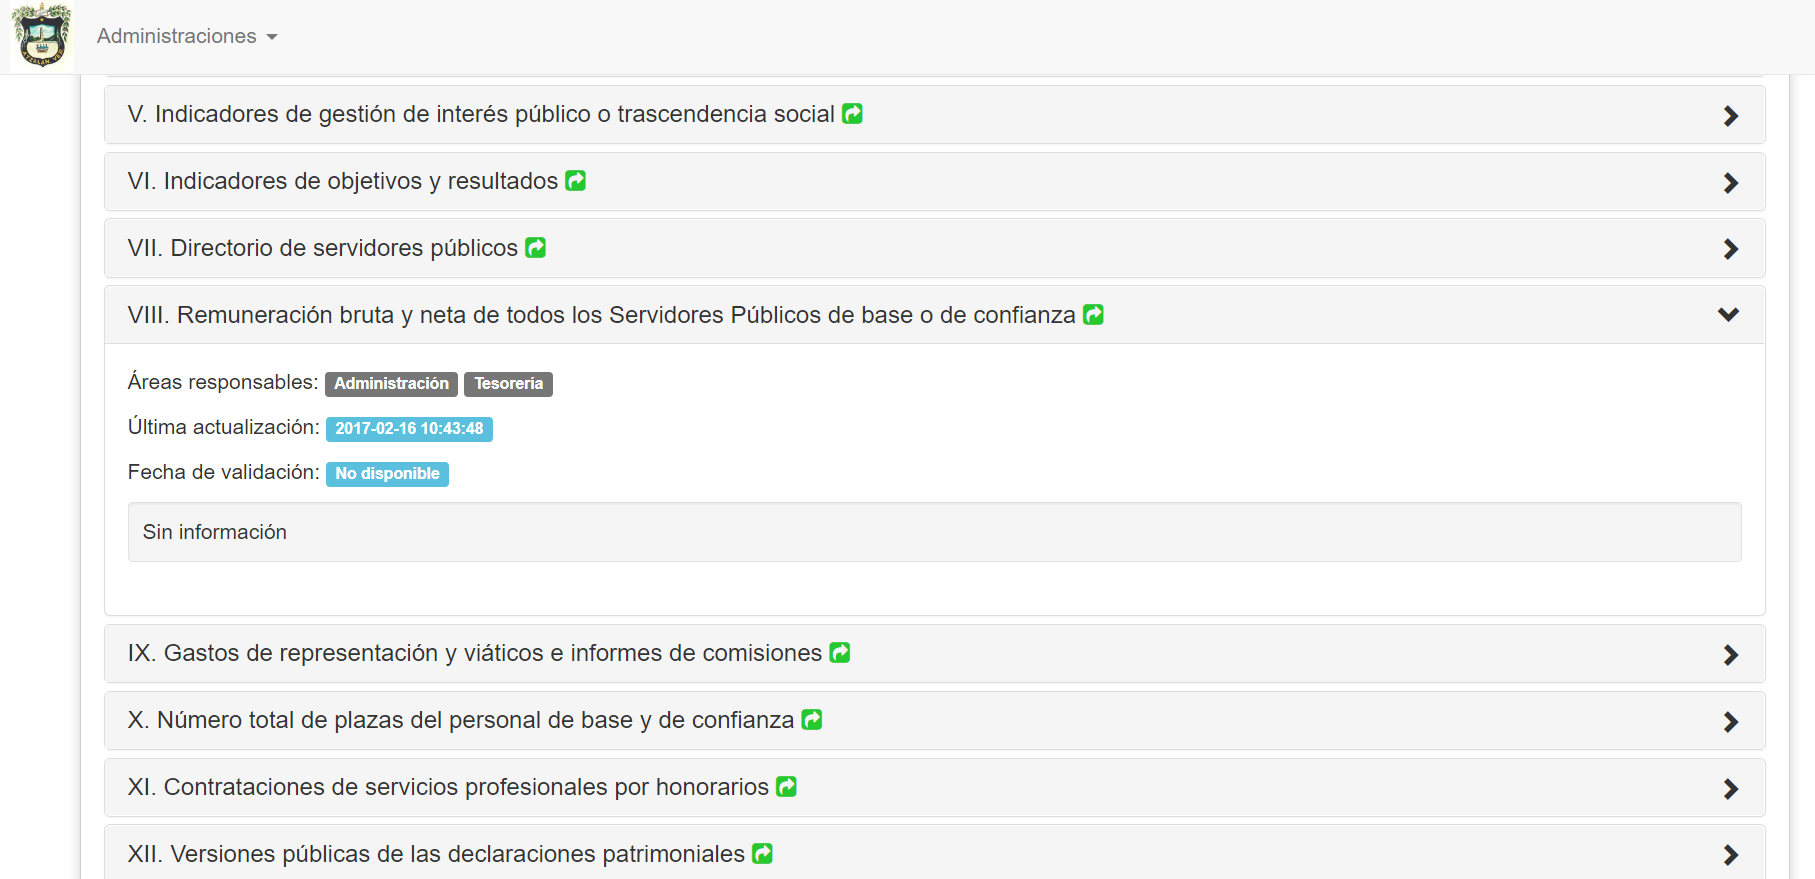 ATZALAN, VER.
Administraciones
V. Indicadores de gestión de interés público o trascendencia social
VI. Indicadores de objetivos y resultados
VII. Directorio de servidores públicos
VIII. Remuneración bruta y neta de todos los Servidores Públicos de base o de confianza
Áreas responsables: Administración Tesorería
Última actualización: 2017-02-16 10:43:48
Fecha de validación: No disponible
Sin información
IX. Gastos de representación y viáticos e informes de comisiones
X. Número total de plazas del personal de base y de confianza
XI. Contrataciones de servicios profesionales por honorarios
XII. Versiones públicas de las declaraciones patrimoniales